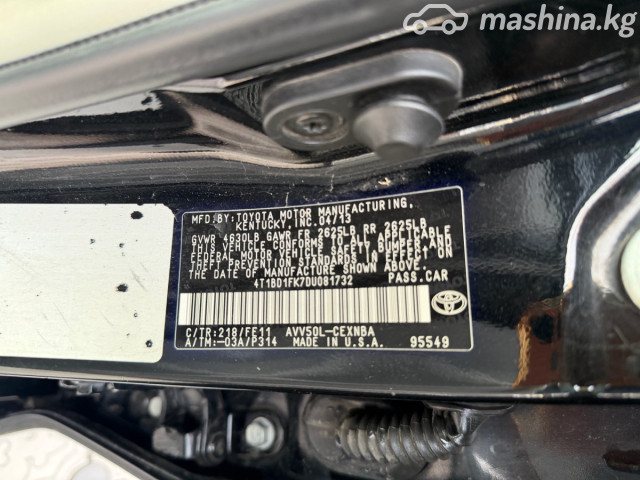 mashina.kg
MFD.BY:TOYOTA MOTOR MANUFACTURING,
KENTUCKY, INC. 04/13
GVWR 4630LB GAWR FR 2625LB RR 2625LB
THIS VEHICLE CONFORMS TO ALL APPLICABLE
FEDERAL MOTOR VEHICLE SAFETY, BUMPER, AND
THEFT PREVENTION STANDARDS IN EFFECT ON
THE DATE OF MANUFACTURE SHOWN ABOVE.
4T1BD1FK7DU081732 PASS.CAR
C/TR:218/FE11 AVV50L-CEXNBA
A/TM:-03A/P314 MADE IN U.S.A. 95549
TOYOTA